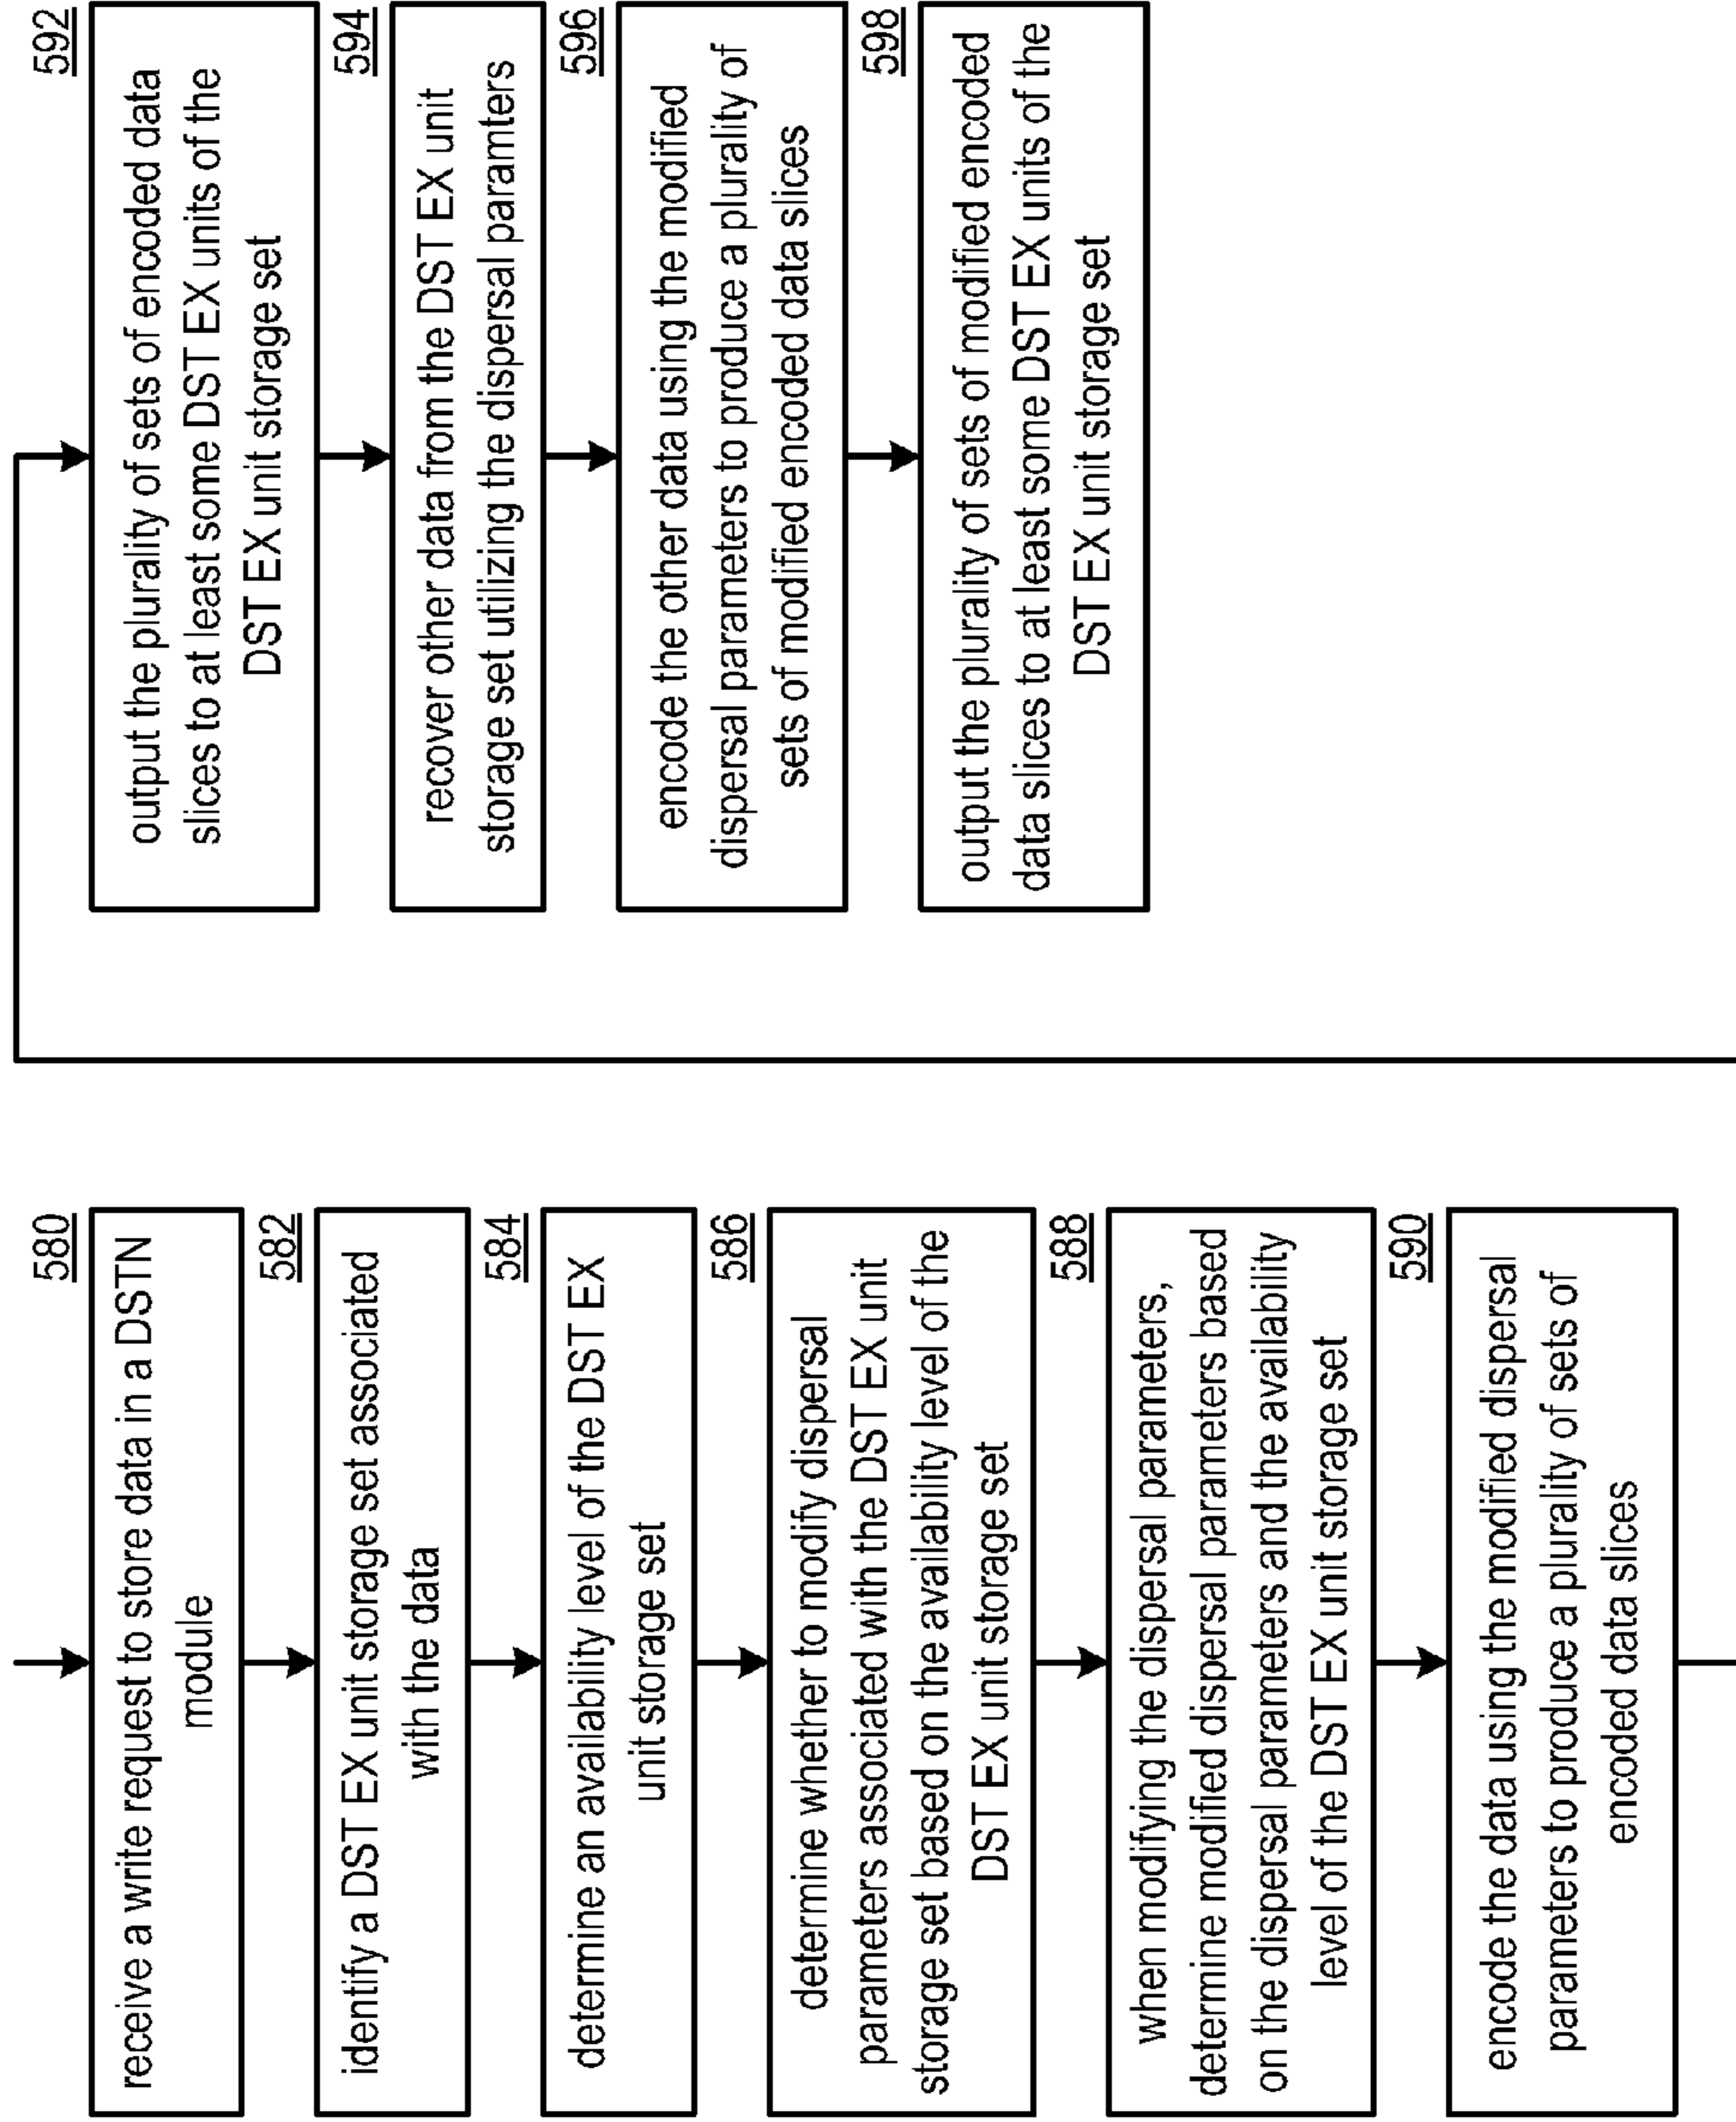 580
receive a write request to store data in a DSTN
module
582
identify a DST EX unit storage set associated
with the data
584
determine an availability level of the DST EX
unit storage set
586
determine whether to modify dispersal
parameters associated with the DST EX unit
storage set based on the availability level of the
DST EX unit storage set
588
when modifying the dispersal parameters,
determine modified dispersal parameters based
on the dispersal parameters and the availability
level of the DST EX unit storage set
590
encode the data using the modified dispersal
parameters to produce a plurality of sets of
encoded data slices
592
output the plurality of sets of encoded data
slices to at least some DST EX units of the
DST EX unit storage set
594
recover other data from the DST EX unit
storage set utilizing the dispersal paramters
596
encode the other data using the modified
dispersal parameters to produce a plurality of
sets of modified encoded data slices
598
output the plurality of sets of modified encoded
data slices to at least some DST EX units of the
DST EX unit storage set